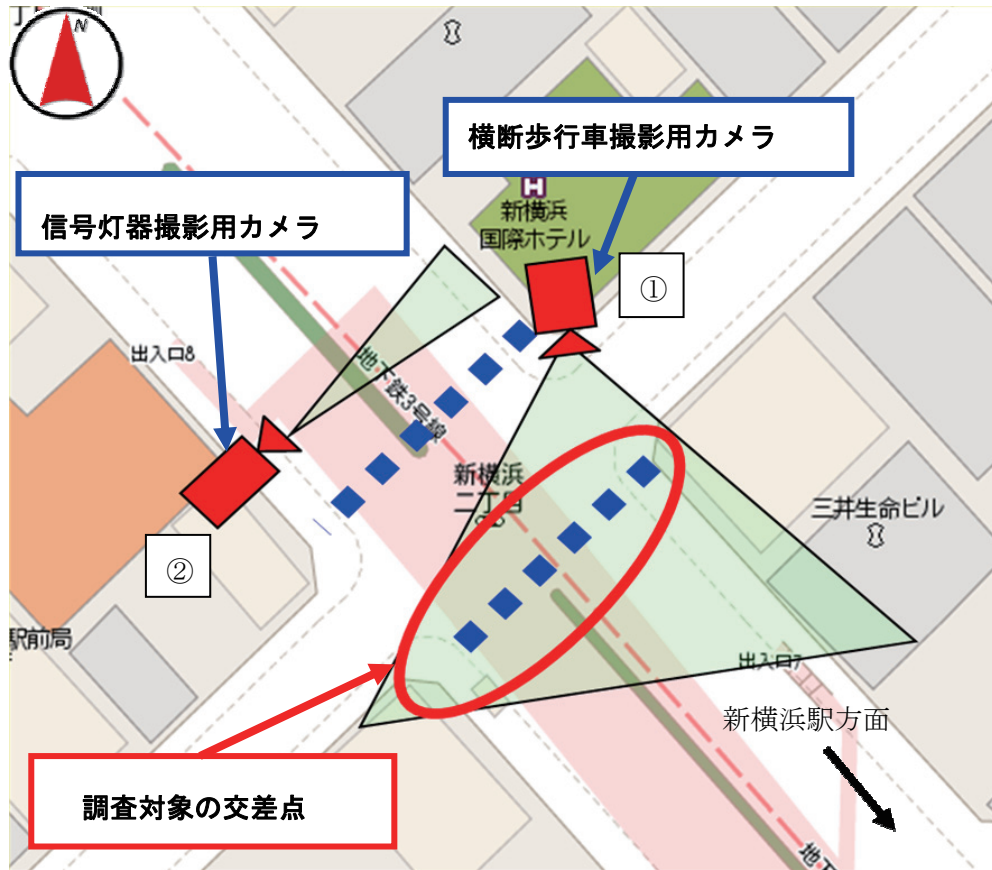 丁
N
横断歩行車撮影用カメラ
信号灯器撮影用カメラ
H
新横浜
国際ホテル
①
出入口8
地下鉄3号線
新横浜
二丁目
三井生命ビル
②
駅前局
出入口7
新横浜駅方面
調査対象の交差点
地下